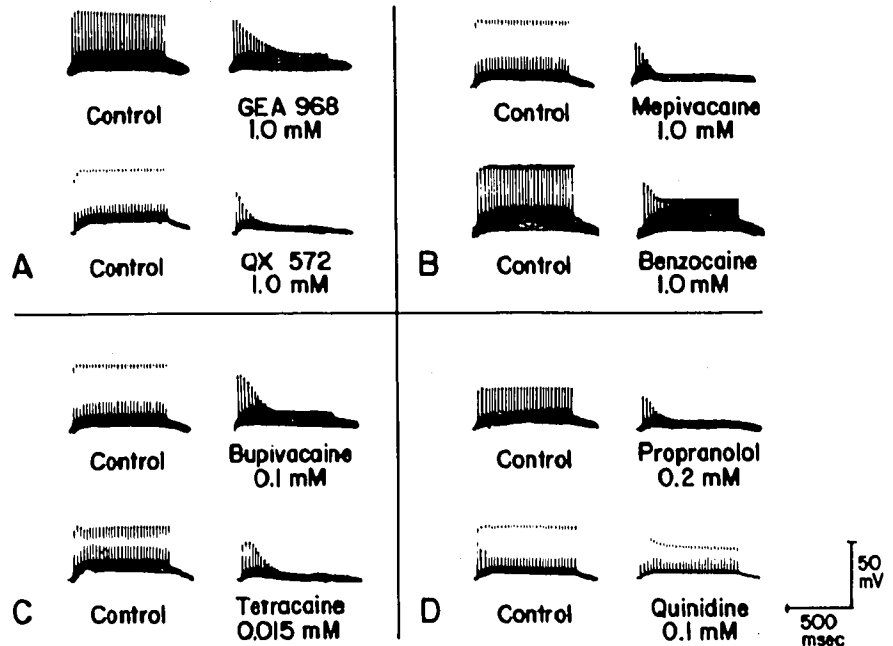 Control
GEA 968
1.0 mM
Control
QX 572
1.0 mM
A
Control
Mepivacaine
1.0 mM
Control
Benzocaine
1.0 mM
B
Control
Bupivacaine
0.1 mM
Control
Tetracaine
0.015 mM
C
Control
Propranolol
0.2 mM
Control
Quinidine
0.1 mM
D
50
mV
500
msec